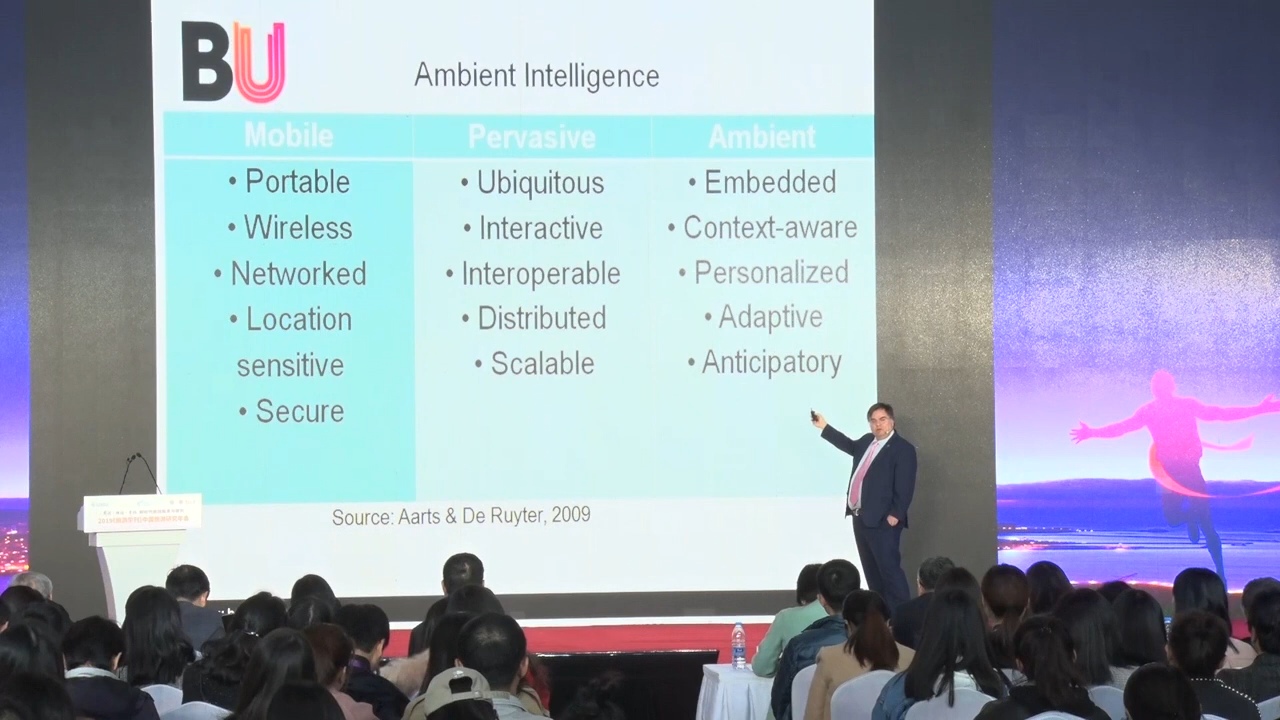 BU
Ambient Intelligence
Mobile
• Portable
• Wireless
• Networked
• Location
sensitive
• Secure
Pervasive
• Ubiquitous
• Interactive
• Interoperable
• Distributed
• Scalable
Ambient
• Embedded
• Context-aware
• Personalized
• Adaptive
• Anticipatory
Source: Aarts & De Ruyter, 2009